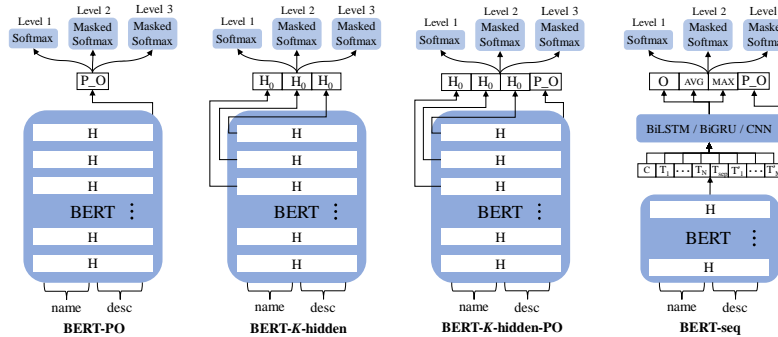 Level 1 Level 2 Level 3
Softmax Masked Softmax Masked Softmax
P_O
H
H
H
BERT ⋮
H
H
name desc
BERT-PO
Level 1 Level 2 Level 3
Softmax Masked Softmax Masked Softmax
H0 H0 H0
H
H
H
BERT ⋮
H
H
name desc
BERT-K-hidden
Level 1 Level 2 Level 3
Softmax Masked Softmax Masked Softmax
H0 H0 H0 P_O
H
H
H
BERT ⋮
H
H
name desc
BERT-K-hidden-PO
Level 1 Level 2
Softmax Masked Softmax Masked Softmax
O AVG MAX P_O
BiLSTM / BiGRU / CNN
C T1 ··· TN Tsep T'1 ···
H
BERT ⋮
H
name desc
BERT-seq